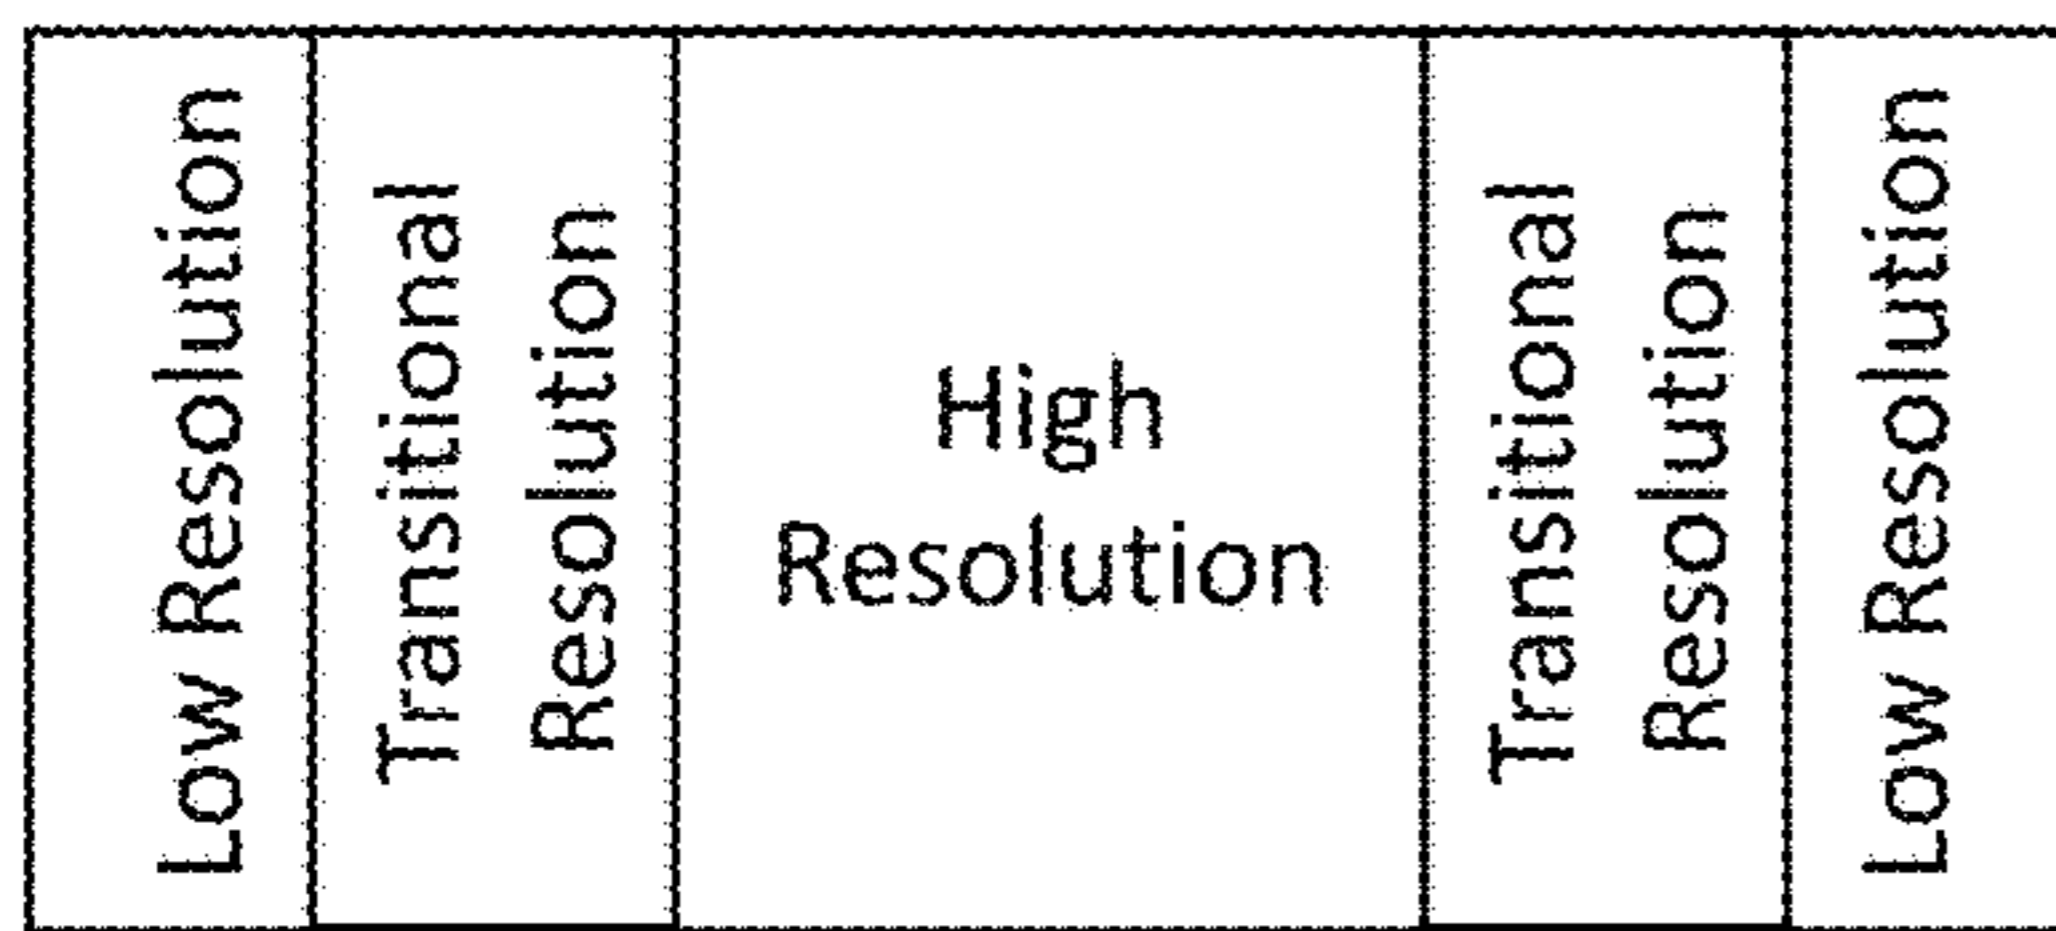 Low Resolution
Transitional
Resolution
High
Resolution
Transitional
Resolution
Low Resolution